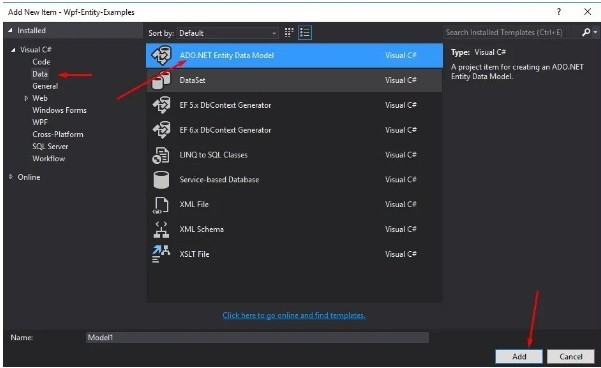 Add New Item - Wpf-Entity-Examples
? X
Installed
Sort by: Default
Search Installed Templates (Ctrl+E)
Visual C#
Code
Data
General
Web
Windows Forms
WPF
Cross-Platform
SQL Server
Workflow
Online
ADO.NET Entity Data Model Visual C#
DataSet Visual C#
EF 5.x DbContext Generator Visual C#
EF 6.x DbContext Generator Visual C#
LINQ to SQL Classes Visual C#
Service-based Database Visual C#
XML File Visual C#
XML Schema Visual C#
XSLT File Visual C#
Type: Visual C#
A project item for creating an ADO.NET
Entity Data Model.
Click here to go online and find templates.
Name: Model1
Add Cancel